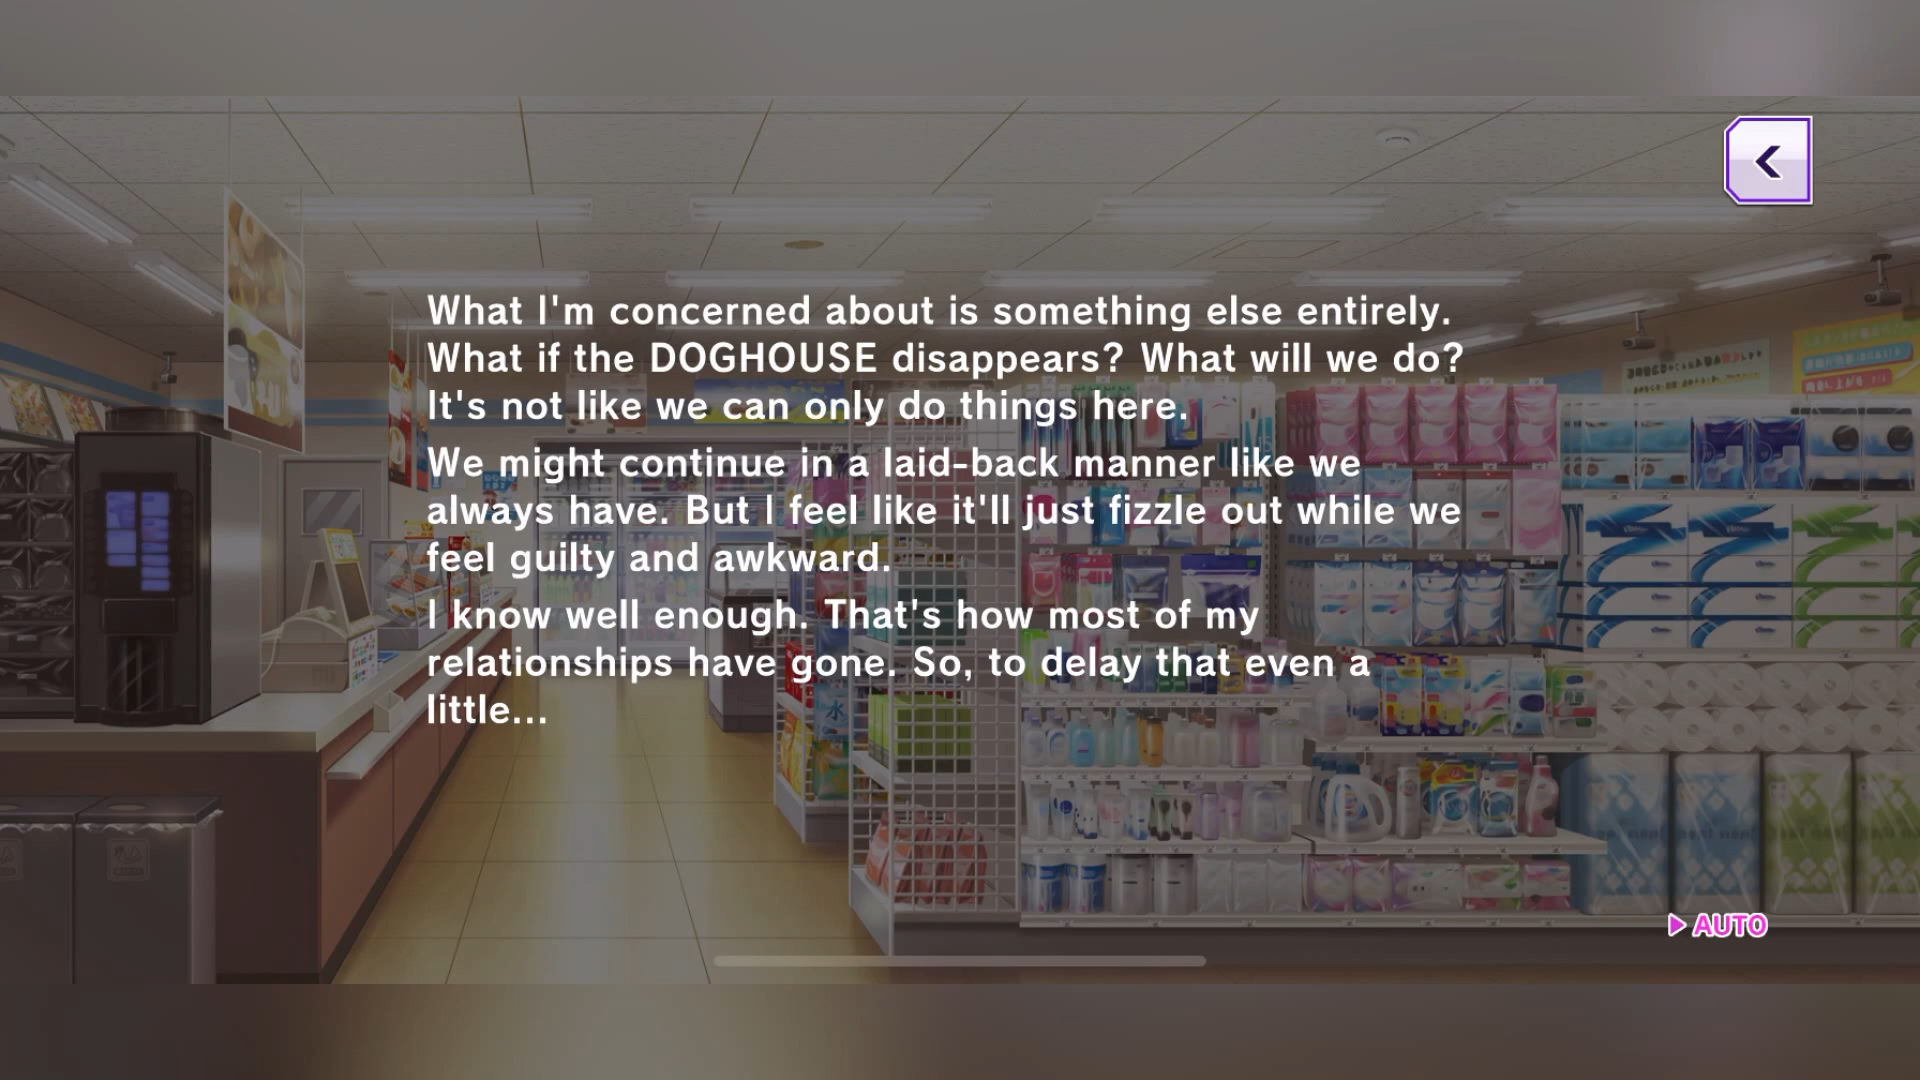 What I'm concerned about is something else entirely.
What if the DOGHOUSE disappears? What will we do?
It's not like we can only do things here.
We might continue in a laid-back manner like we
always have. But I feel like it'll just fizzle out while we
feel guilty and awkward.
I know well enough. That's how most of my
relationships have gone. So, to delay that even a
little...
水
AUTO